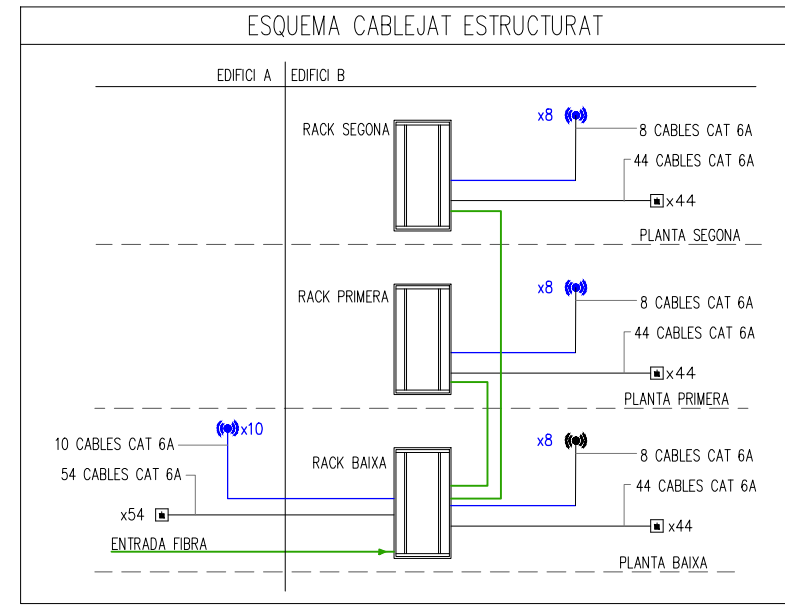 ESQUEMA CABLEJAT ESTRUCTURAT
EDIFICI A
EDIFICI B
RACK SEGONA
x8
8 CABLES CAT 6A
44 CABLES CAT 6A
x44
PLANTA SEGONA
RACK PRIMERA
x8
8 CABLES CAT 6A
44 CABLES CAT 6A
x44
PLANTA PRIMERA
x10
10 CABLES CAT 6A
54 CABLES CAT 6A
x54
ENTRADA FIBRA
RACK BAIXA
x8
8 CABLES CAT 6A
44 CABLES CAT 6A
x44
PLANTA BAIXA